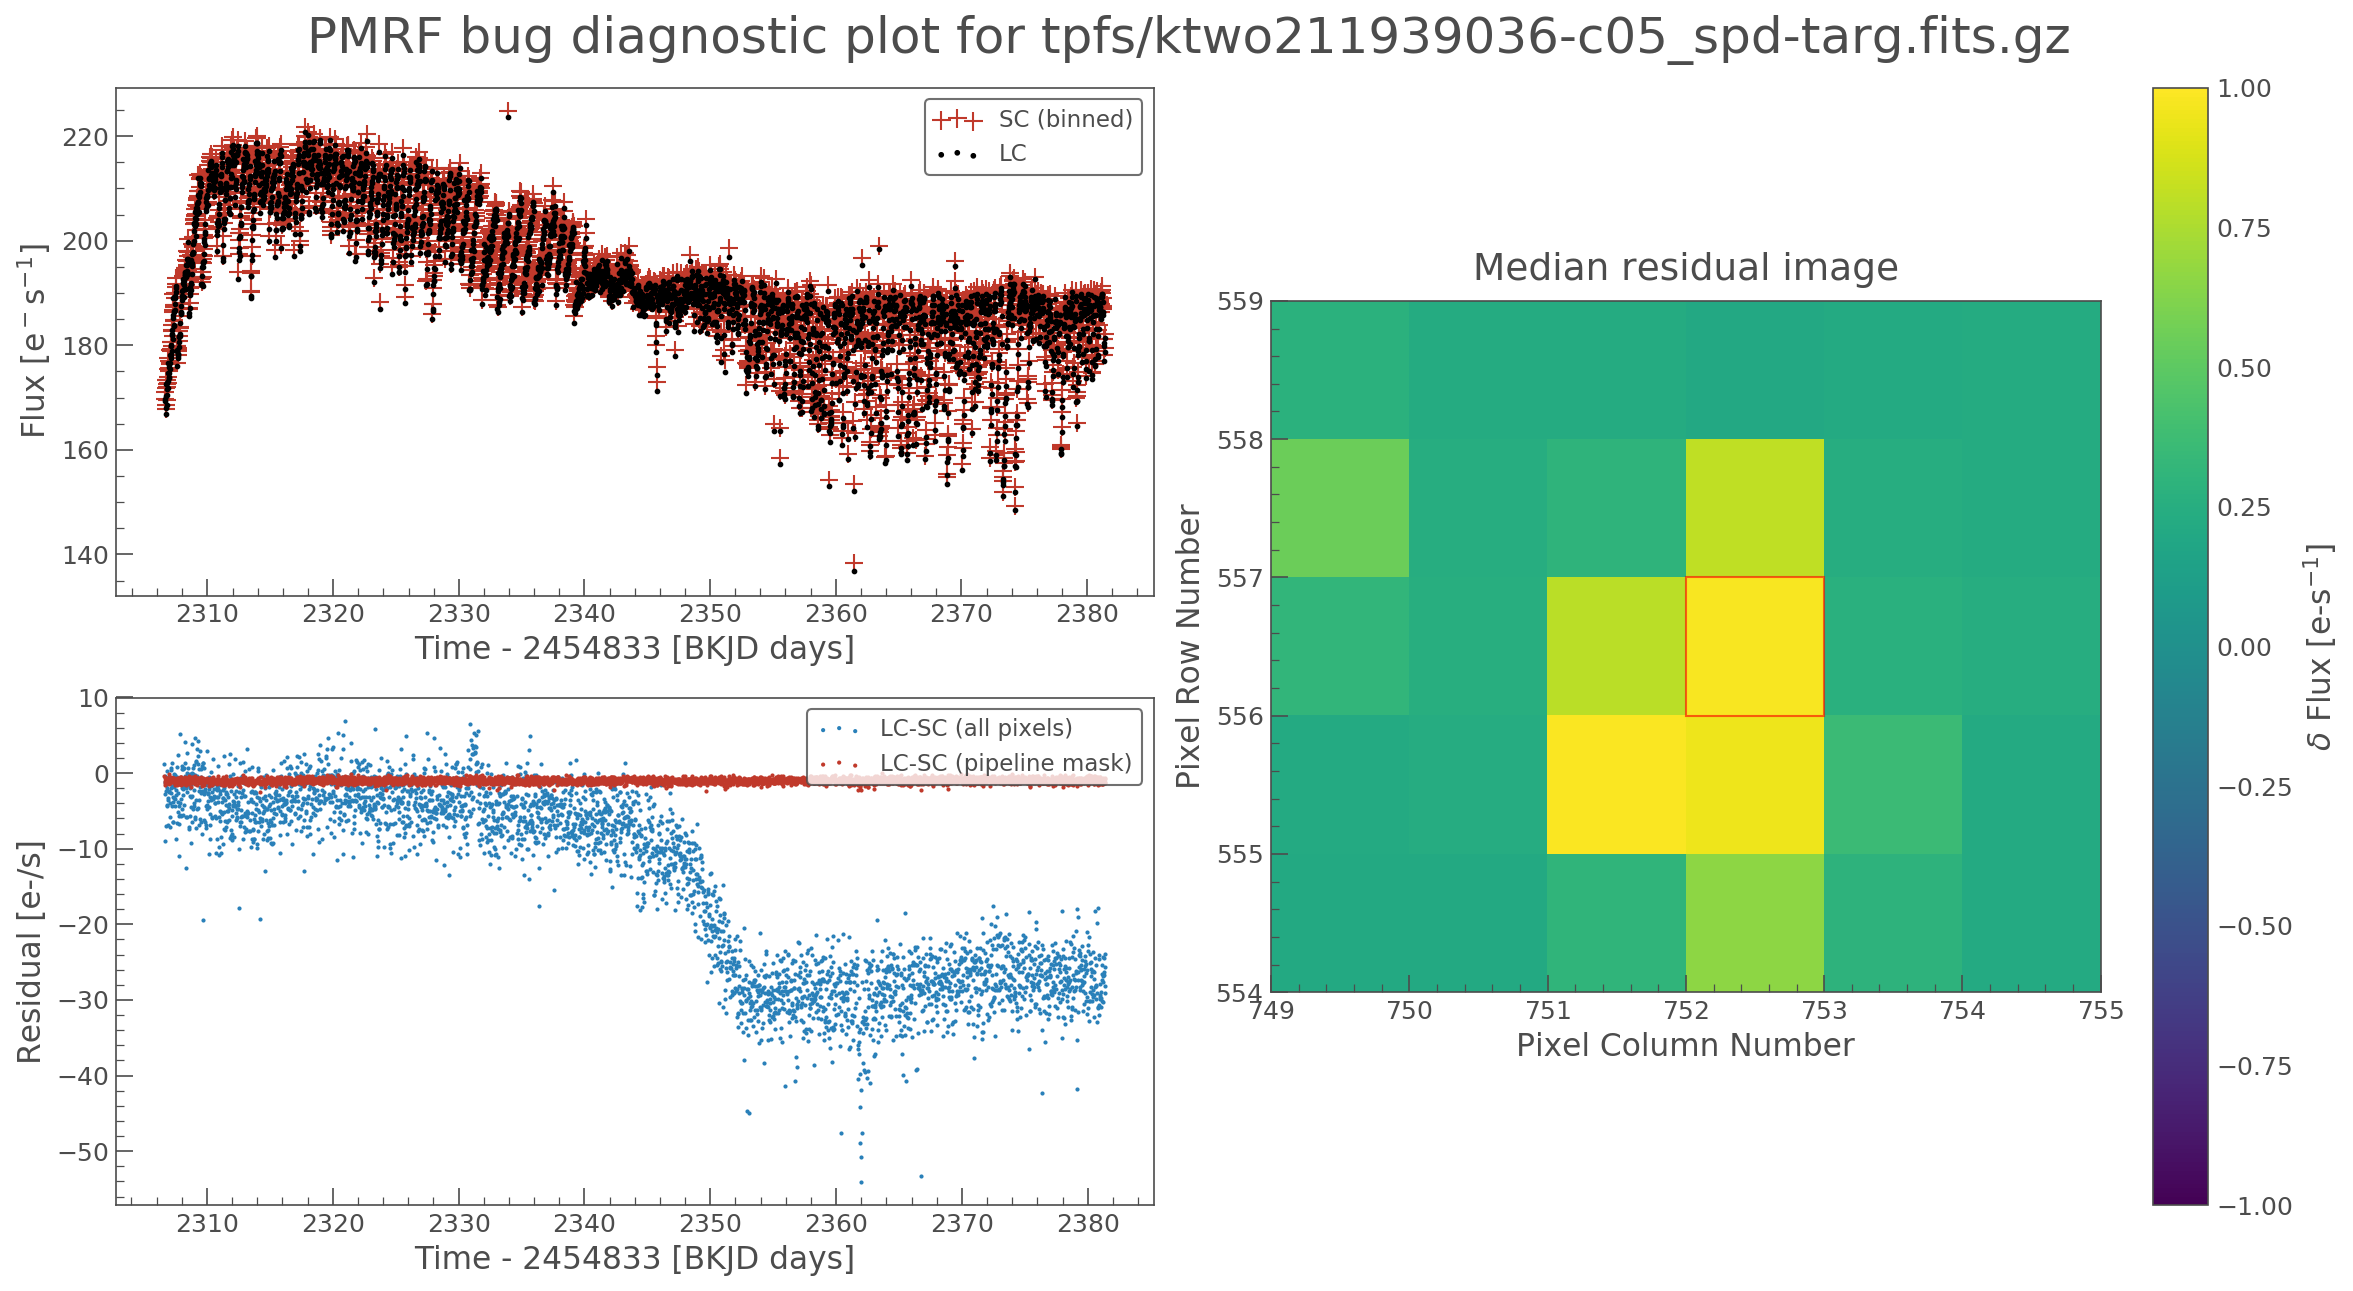 PMRF bug diagnostic plot for tpfs/ktwo211939036-c05_spd-targ.fits.gz
SC (binned)
LC
220
200
180
160
140
Flux [e⁻ s⁻¹]
2310 2320 2330 2340 2350 2360 2370 2380
Time - 2454833 [BKJD days]
LC-SC (all pixels)
LC-SC (pipeline mask)
10
0
−10
−20
−30
−40
−50
Residual [e-/s]
2310 2320 2330 2340 2350 2360 2370 2380
Time - 2454833 [BKJD days]
Median residual image
559
558
557
556
555
554
Pixel Row Number
749 750 751 752 753 754 755
Pixel Column Number
1.00
0.75
0.50
0.25
0.00
−0.25
−0.50
−0.75
−1.00
δ Flux [e-s⁻¹]